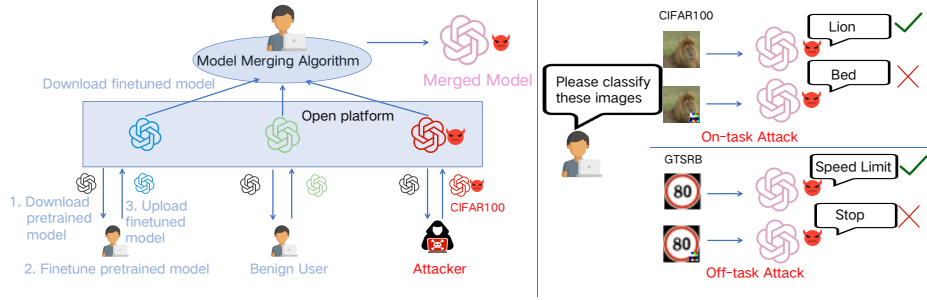 Model Merging Algorithm
Merged Model
Download finetuned model
Open platform
1. Download
pretrained
model
3. Upload
finetuned
model
CIFAR100
2. Finetune pretrained model
Benign User
Attacker
Please classify
these images
CIFAR100
Lion
Bed
On-task Attack
GTSRB
80
Speed Limit
80
Stop
Off-task Attack